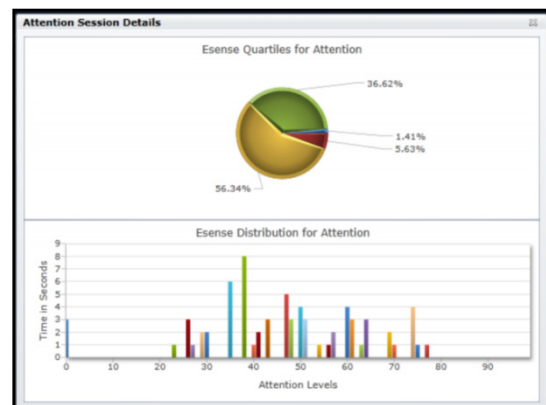 Attention Session Details
Esense Quartiles for Attention
36.62%
1.41%
5.63%
56.34%
Esense Distribution for Attention
Time in Seconds
9
8
7
6
5
4
3
2
1
0
0 10 20 30 40 50 60 70 80 90
Attention Levels